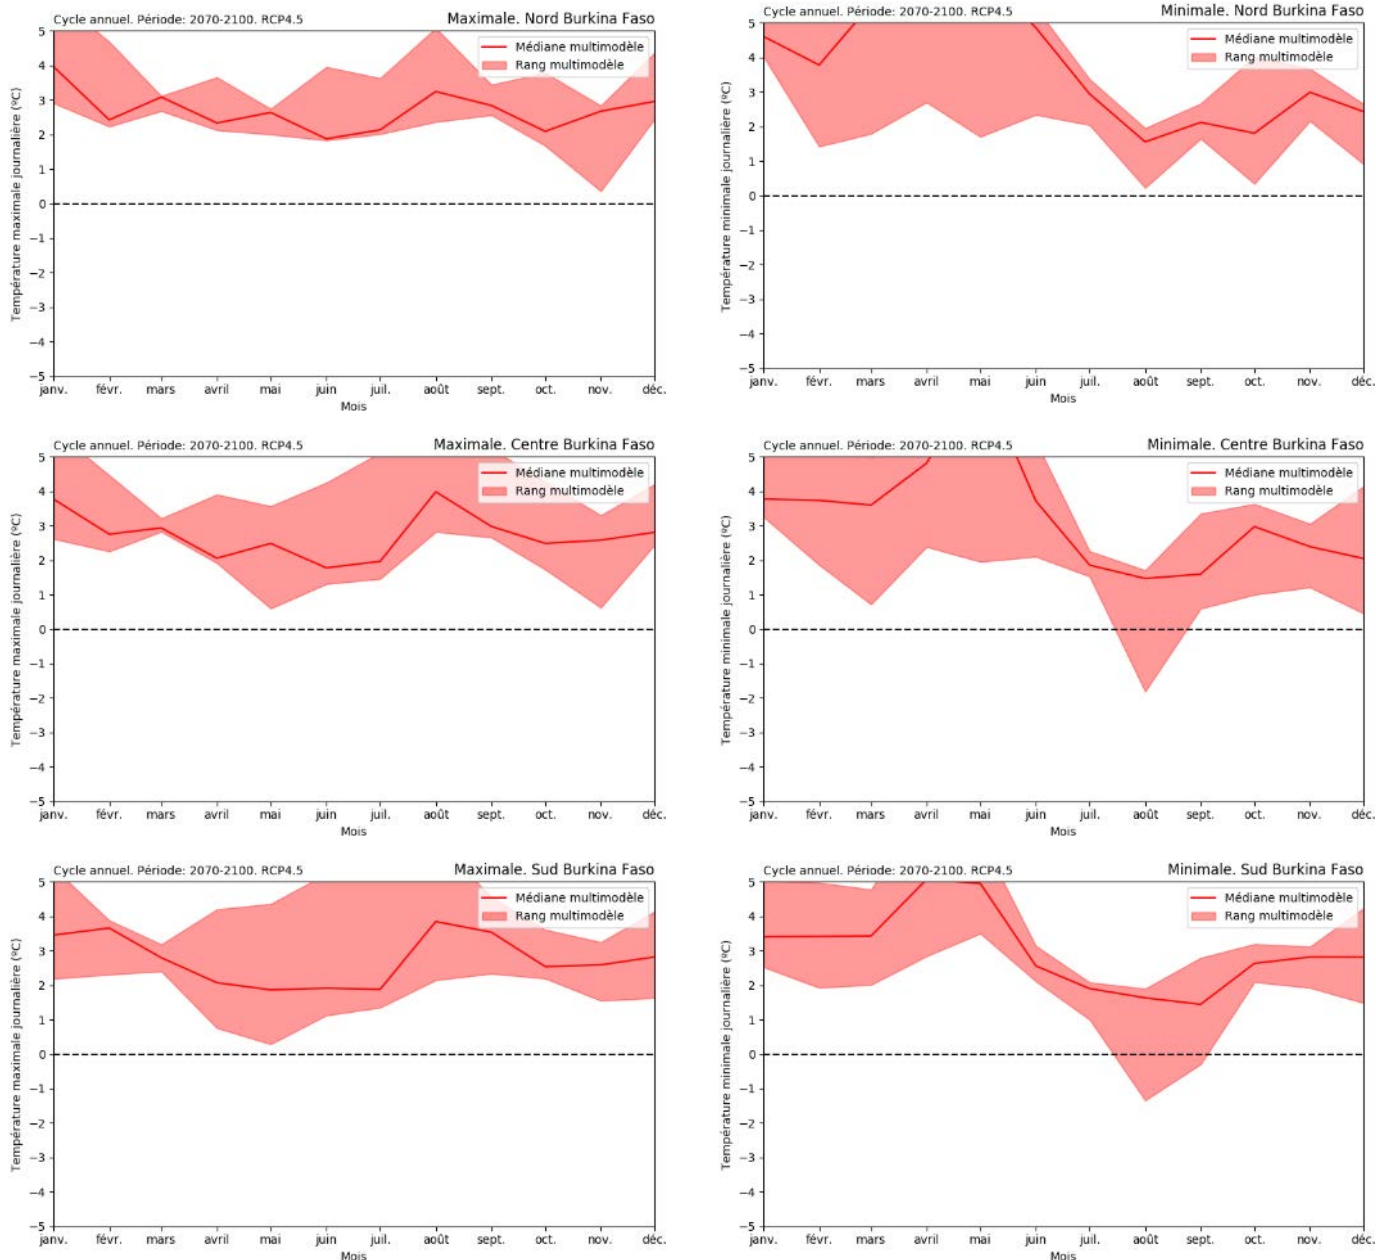 Cycle annuel. Période: 2070-2100. RCP4.5 Maximale. Nord Burkina Faso
Médiane multimodèle
Rang multimodèle
Température maximale journalière (ºC)
5
4
3
2
1
0
−1
−2
−3
−4
−5
janv. févr. mars avril mai juin juil. août sept. oct. nov. déc.
Mois
Cycle annuel. Période: 2070-2100. RCP4.5 Minimale. Nord Burkina Faso
Médiane multimodèle
Rang multimodèle
Température minimale journalière (ºC)
5
4
3
2
1
0
−1
−2
−3
−4
−5
janv. févr. mars avril mai juin juil. août sept. oct. nov. déc.
Mois
Cycle annuel. Période: 2070-2100. RCP4.5 Maximale. Centre Burkina Faso
Médiane multimodèle
Rang multimodèle
Température maximale journalière (ºC)
5
4
3
2
1
0
−1
−2
−3
−4
−5
janv. févr. mars avril mai juin juil. août sept. oct. nov. déc.
Mois
Cycle annuel. Période: 2070-2100. RCP4.5 Minimale. Centre Burkina Faso
Médiane multimodèle
Rang multimodèle
Température minimale journalière (ºC)
5
4
3
2
1
0
−1
−2
−3
−4
−5
janv. févr. mars avril mai juin juil. août sept. oct. nov. déc.
Mois
Cycle annuel. Période: 2070-2100. RCP4.5 Maximale. Sud Burkina Faso
Médiane multimodèle
Rang multimodèle
Température maximale journalière (ºC)
5
4
3
2
1
0
−1
−2
−3
−4
−5
janv. févr. mars avril mai juin juil. août sept. oct. nov. déc.
Mois
Cycle annuel. Période: 2070-2100. RCP4.5 Minimale. Sud Burkina Faso
Médiane multimodèle
Rang multimodèle
Température minimale journalière (ºC)
5
4
3
2
1
0
−1
−2
−3
−4
−5
janv. févr. mars avril mai juin juil. août sept. oct. nov. déc.
Mois